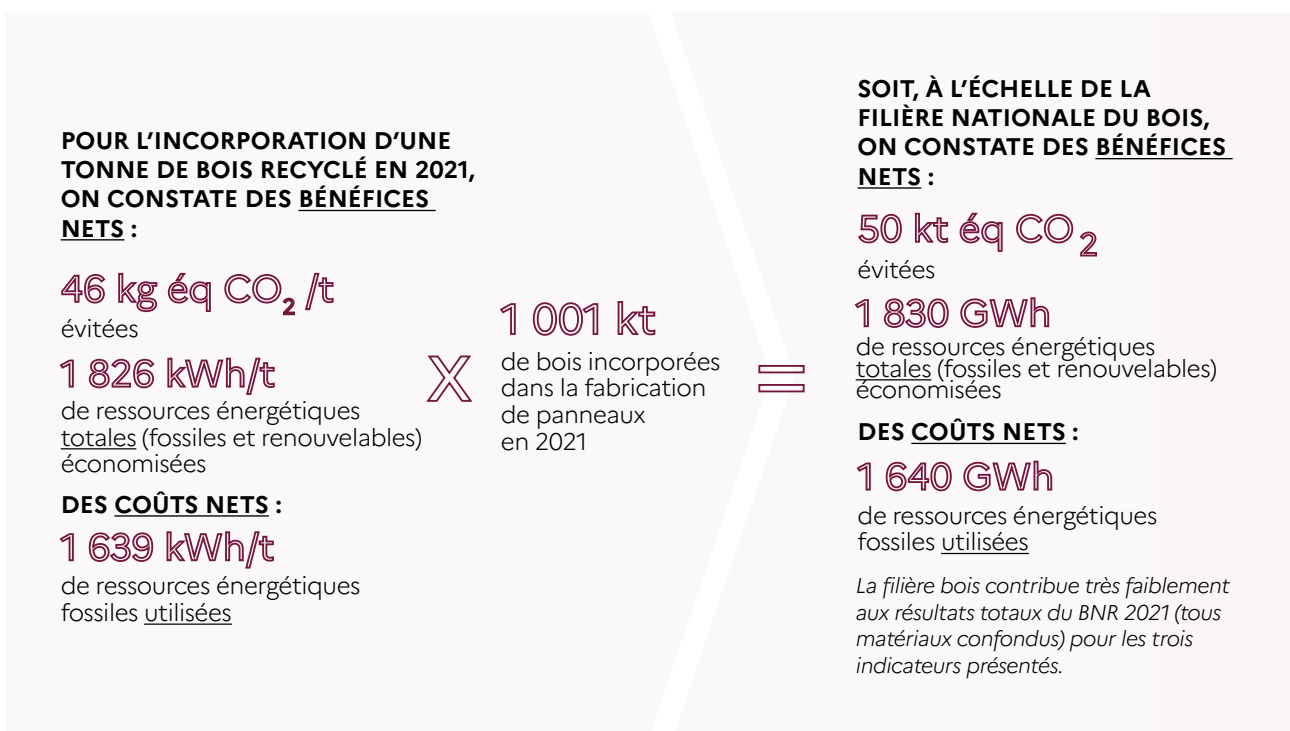 POUR L’INCORPORATION D’UNE
TONNE DE BOIS RECYCLÉ EN 2021,
ON CONSTATE DES BÉNÉFICES
NETS :
46 kg éq CO₂ /t
évitées
1 826 kWh/t
de ressources énergétiques
totales (fossiles et renouvelables)
économisées
DES COÛTS NETS :
1 639 kWh/t
de ressources énergétiques
fossiles utilisées
X
1 001 kt
de bois incorporées
dans la fabrication
de panneaux
en 2021
=
SOIT, À L’ÉCHELLE DE LA
FILIÈRE NATIONALE DU BOIS,
ON CONSTATE DES BÉNÉFICES
NETS :
50 kt éq CO₂
évitées
1 830 GWh
de ressources énergétiques
totales (fossiles et renouvelables)
économisées
DES COÛTS NETS :
1 640 GWh
de ressources énergétiques
fossiles utilisées
La filière bois contribue très faiblement
aux résultats totaux du BNR 2021 (tous
matériaux confondus) pour les trois
indicateurs présentés.